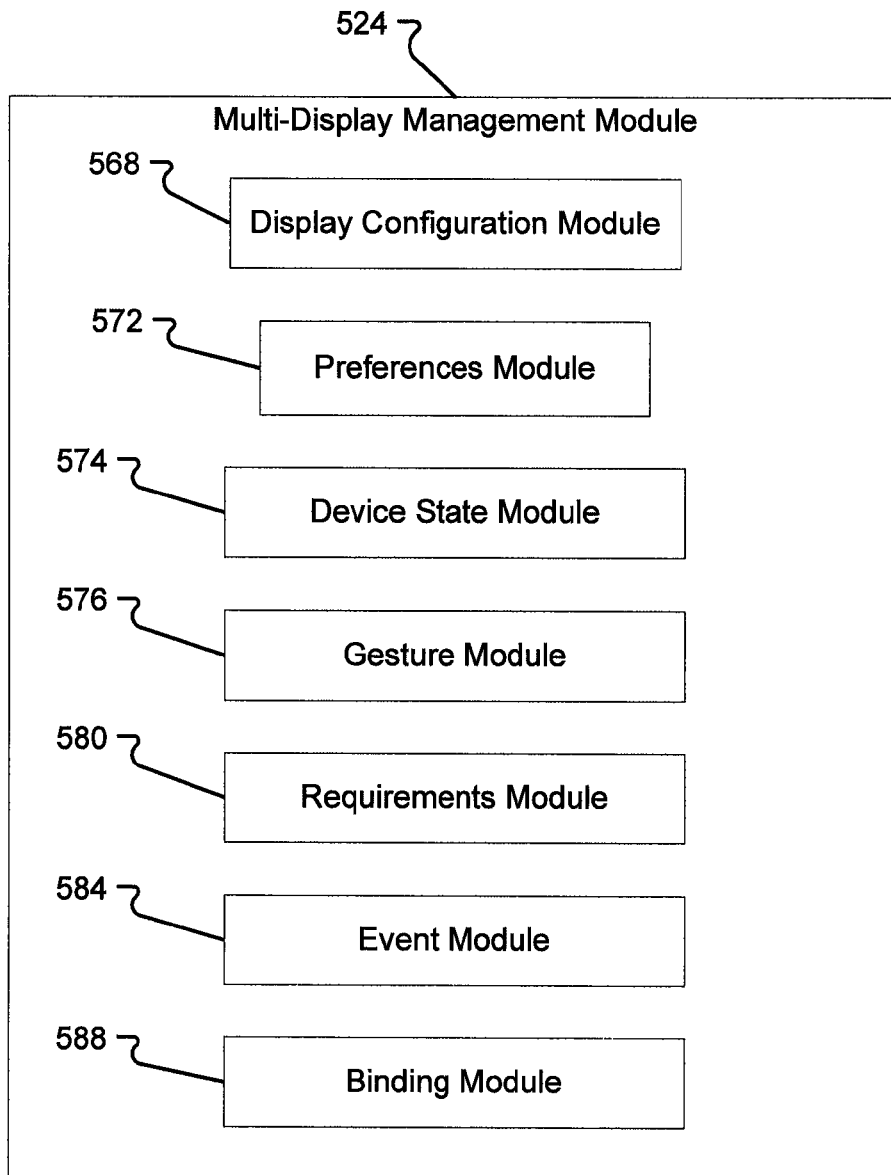 524
Multi-Display Management Module
568
Display Configuration Module
572
Preferences Module
574
Device State Module
576
Gesture Module
580
Requirements Module
584
Event Module
588
Binding Module